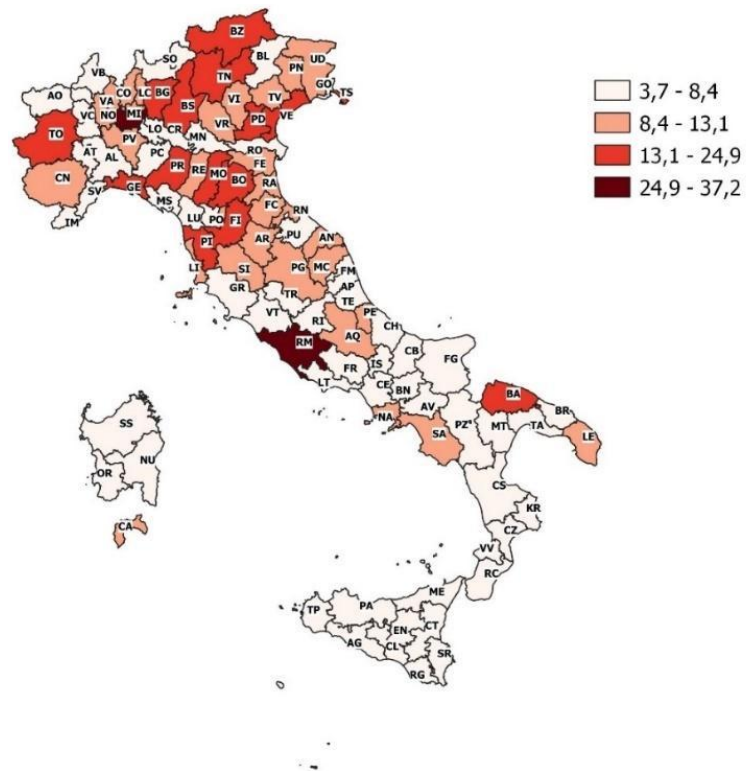 BZ
SO
BL
UD
VB
TN
PN
AO
CO
LC
BG
GO
VA
BS
VI
TV
TS
VC
NO
MI
VE
TO
LO
CR
VR
PD
MN
PV
AT
RO
AL
PC
PR
RE
MO
FE
CN
GE
BO
RA
SV
MS
FC
IM
LU
PO
FI
RN
PU
PI
AR
AN
LI
SI
PG
MC
FM
GR
AP
TR
TE
VT
RI
PE
AQ
CH
RM
FR
IS
CB
FG
LT
CE
BN
BA
NA
AV
BR
SA
PZ
MT
TA
LE
SS
NU
OR
CS
CA
KR
CZ
VV
RC
ME
TP
PA
EN
CT
AG
CL
SR
RG
3,7 - 8,4
8,4 - 13,1
13,1 - 24,9
24,9 - 37,2